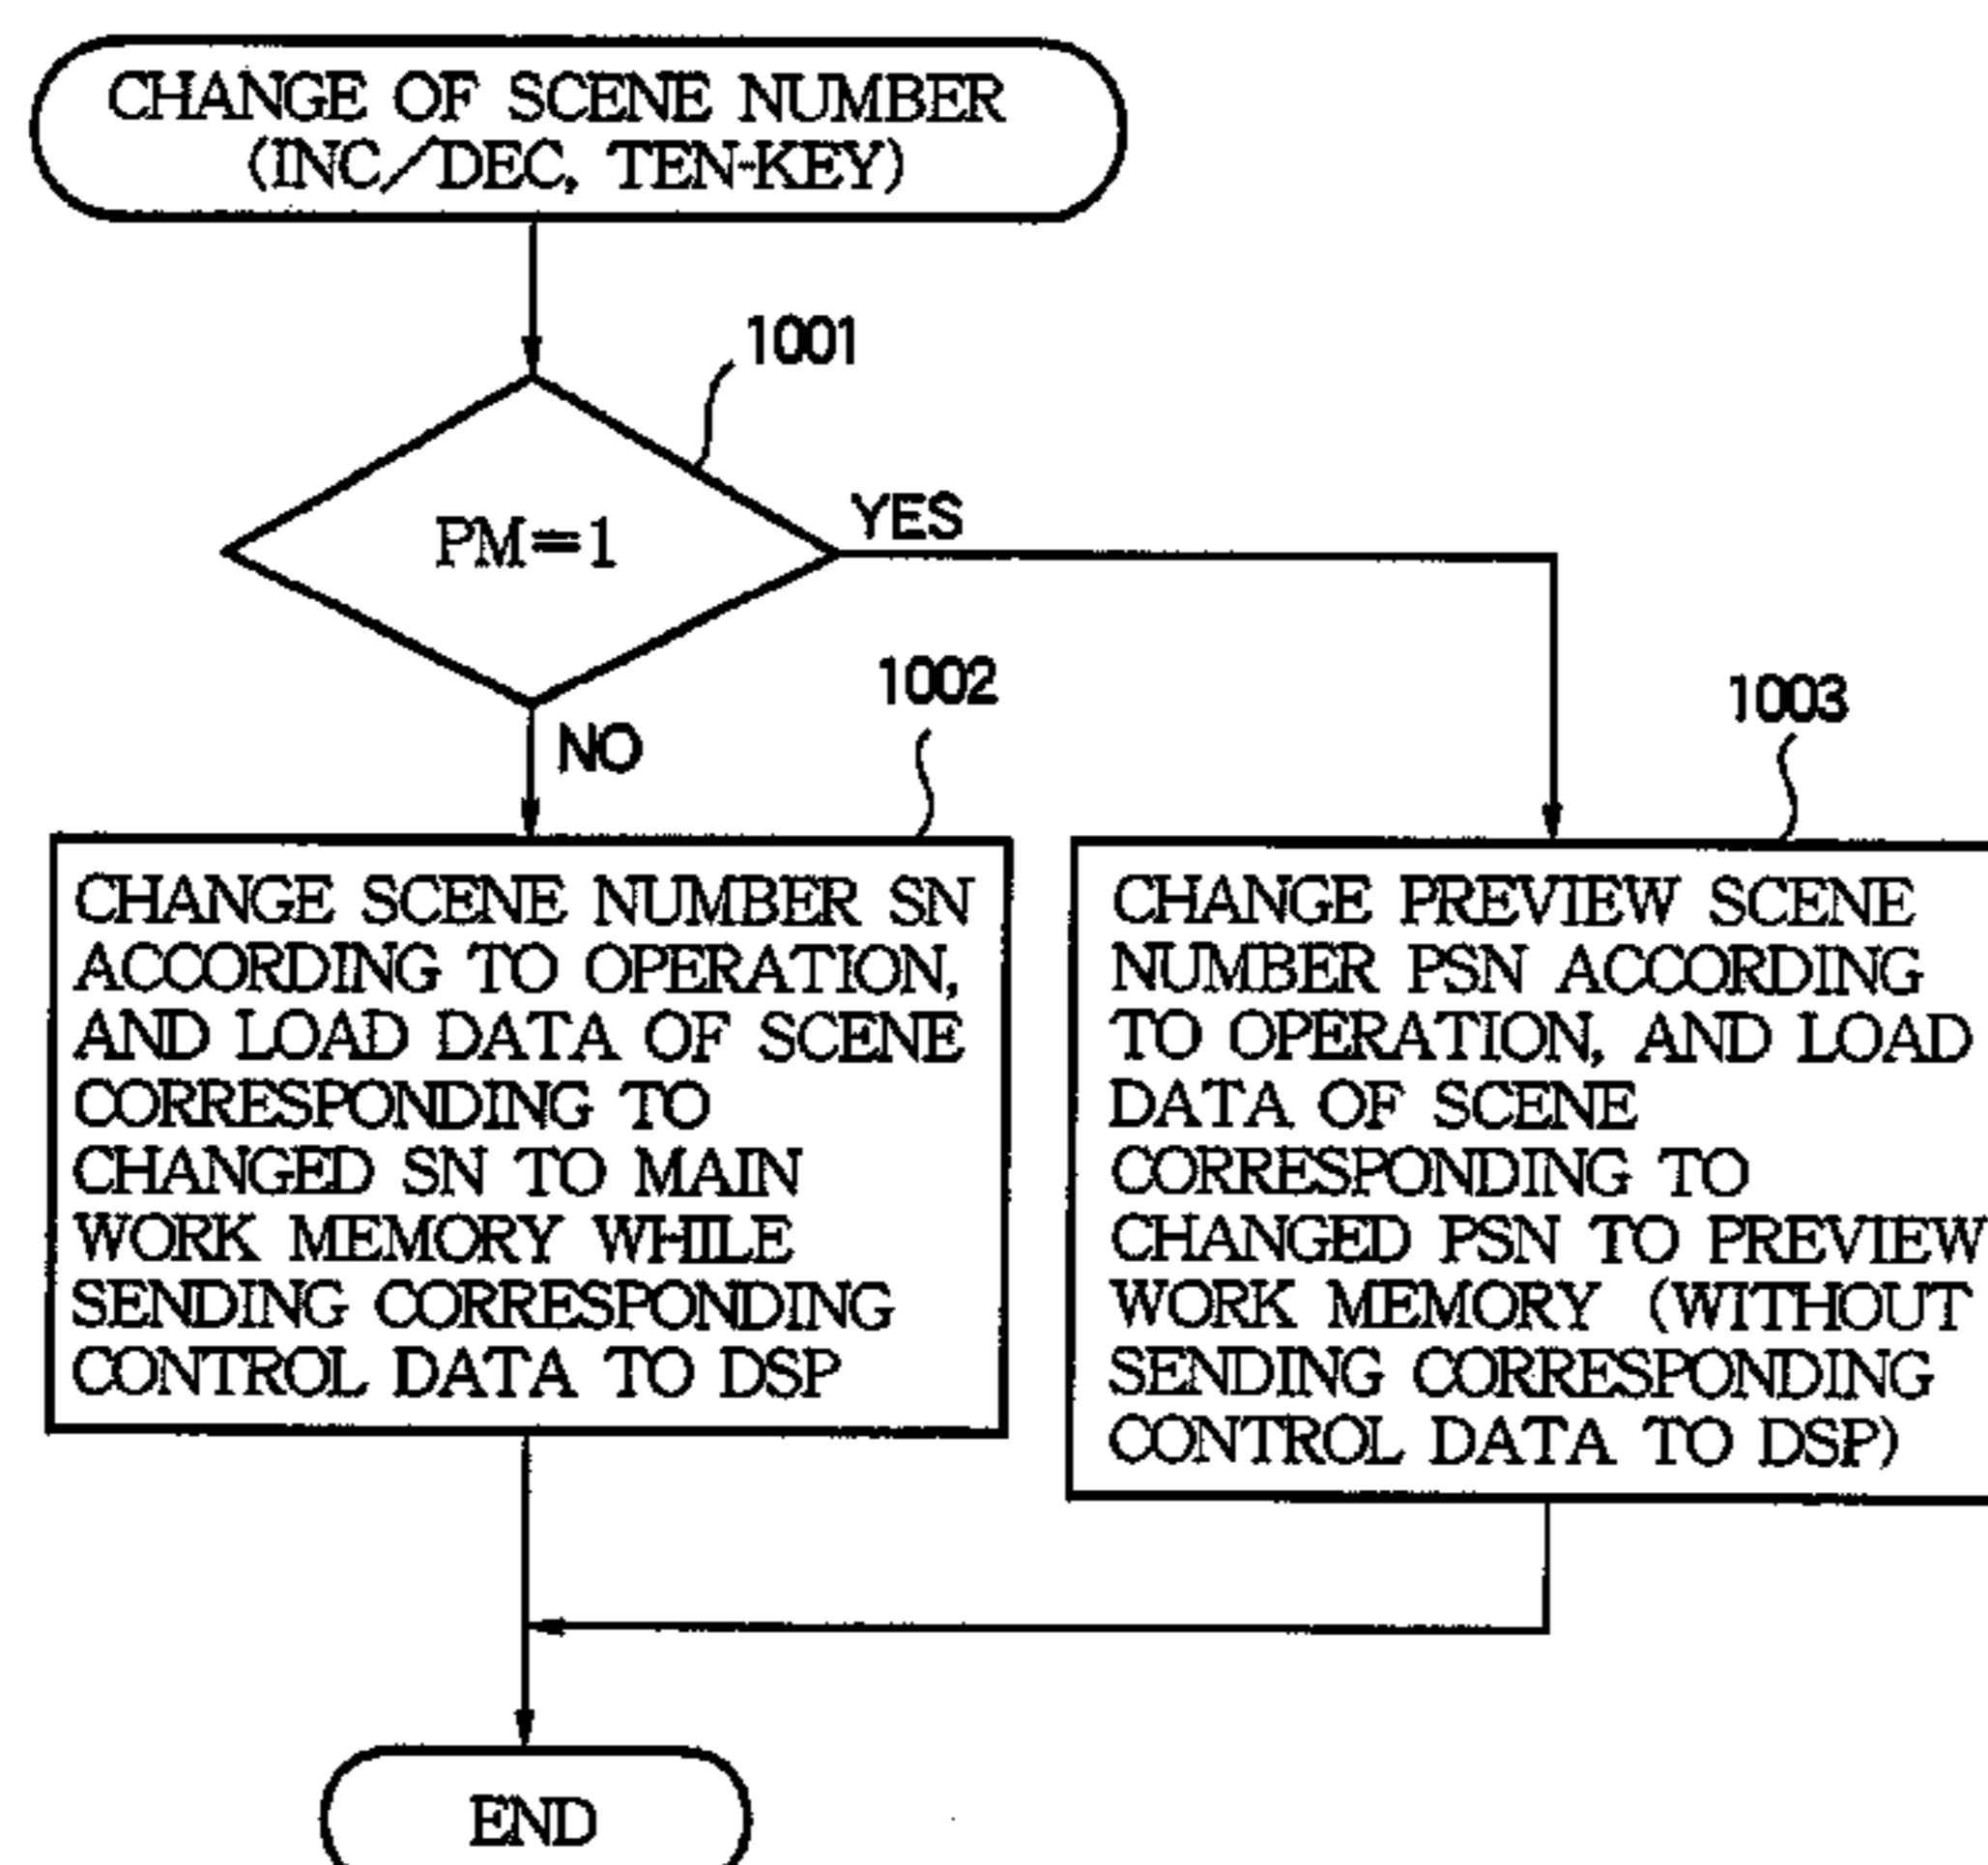 CHANGE OF SCENE NUMBER
(INC/DEC, TEN-KEY)
1001
PM=1
YES
NO
1002
CHANGE SCENE NUMBER SN
ACCORDING TO OPERATION,
AND LOAD DATA OF SCENE
CORRESPONDING TO
CHANGED SN TO MAIN
WORK MEMORY WHILE
SENDING CORRESPONDING
CONTROL DATA TO DSP
1003
CHANGE PREVIEW SCENE
NUMBER PSN ACCORDING
TO OPERATION, AND LOAD
DATA OF SCENE
CORRESPONDING TO
CHANGED PSN TO PREVIEW
WORK MEMORY (WITHOUT
SENDING CORRESPONDING
CONTROL DATA TO DSP)
END